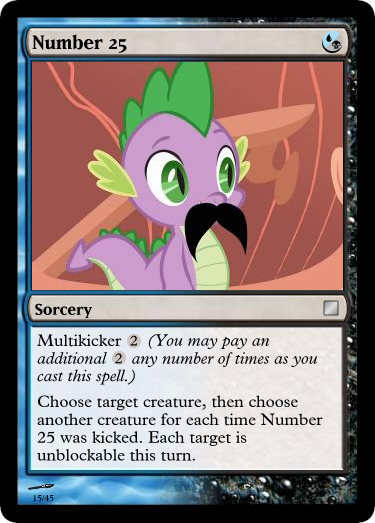 Number 25
Sorcery
Multikicker 2 (You may pay an
additional 2 any number of times as you
cast this spell.)
Choose target creature, then choose
another creature for each time Number
25 was kicked. Each target is
unblockable this turn.
15/45